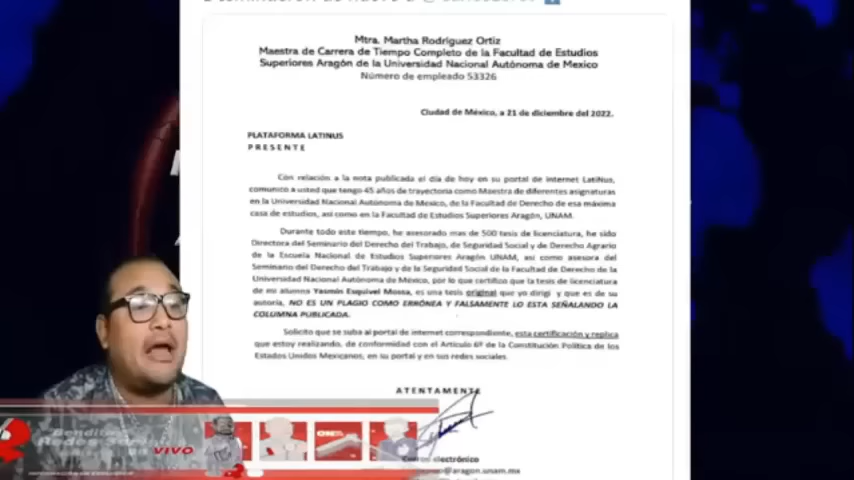 Mtra. Martha Rodríguez Ortiz
Maestra de Carrera de Tiempo Completo de la Facultad de Estudios
Superiores Aragón de la Universidad Nacional Autónoma de Mexico
Número de empleado 53326
Ciudad de México, a 21 de diciembre del 2022.
PLATAFORMA LATINUS
P R E S E N T E
Con relación a la nota publicada el día de hoy en su portal de internet LatiNus,
comunico a usted que tengo 45 años de trayectoria como Maestra de diferentes asignaturas
en la Universidad Nacional Autónoma de Mexico, de la Facultad de Derecho de esa máxima
casa de estudios, así como en la Facultad de Estudios Superiores Aragón, UNAM.
Durante todo este tiempo, he asesorado mas de 500 tesis de licenciatura, he sido
Directora del Seminario del Derecho del Trabajo, de Seguridad Social y de Derecho Agrario
de la Escuela Nacional de Estudios Superiores Aragón UNAM, así como asesora del
Seminario del Derecho del Trabajo y de la Seguridad Social de la Facultad de Derecho de la
Universidad Nacional Autónoma de México, por lo que certifico que la tesis de licenciatura
de mi alumna Yasmín Esquivel Mossa, es una tesis original que yo dirigí y que es de su
autoría, NO ES UN PLAGIO COMO ERRÓNEA Y FALSAMENTE LO ESTA SEÑALANDO LA
COLUMNA PUBLICADA.
Solicito que se suba al portal de internet correspondiente, esta certificación y replica
que estoy realizando, de conformidad con el Artículo 6º de la Constitución Política de los
Estados Unidos Mexicanos, en su portal y en sus redes sociales.
A T E N T A M E N T E
Correo electrónico
@aragon.unam.mx
Benditas
Redes Sociales
EN VIVO